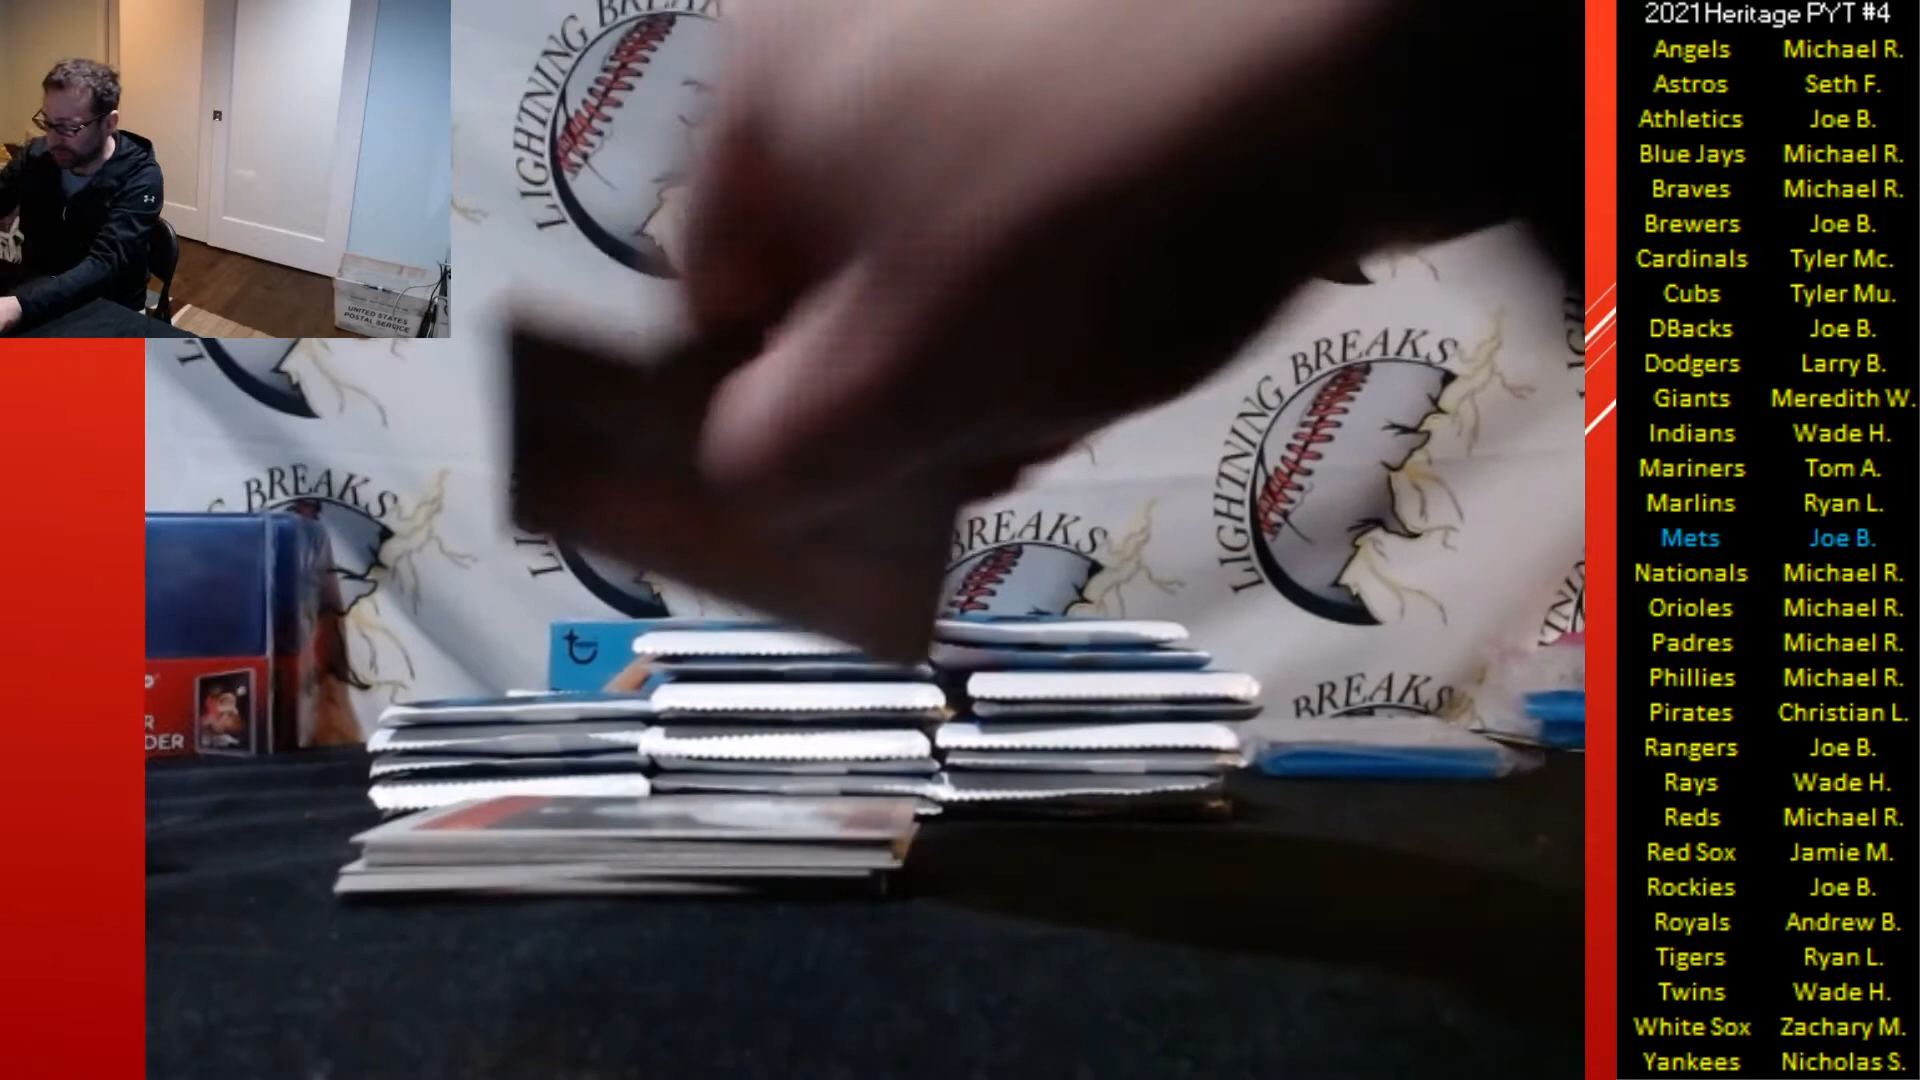 2021 Heritage PYT #4
Angels Michael R.
Astros Seth F.
Athletics Joe B.
Blue Jays Michael R.
Braves Michael R.
Brewers Joe B.
Cardinals Tyler Mc.
Cubs Tyler Mu.
DBacks Joe B.
Dodgers Larry B.
Giants Meredith W.
Indians Wade H.
Mariners Tom A.
Marlins Ryan L.
Mets Joe B.
Nationals Michael R.
Orioles Michael R.
Padres Michael R.
Phillies Michael R.
Pirates Christian L.
Rangers Joe B.
Rays Wade H.
Reds Michael R.
Red Sox Jamie M.
Rockies Joe B.
Royals Andrew B.
Tigers Ryan L.
Twins Wade H.
White Sox Zachary M.
Yankees Nicholas S.
UNITED STATES
POSTAL SERVICE
LIGHTNING BREAK
LIGHTNING BREAKS
G BREAKS
BREAKS
BREAKS
R
DER